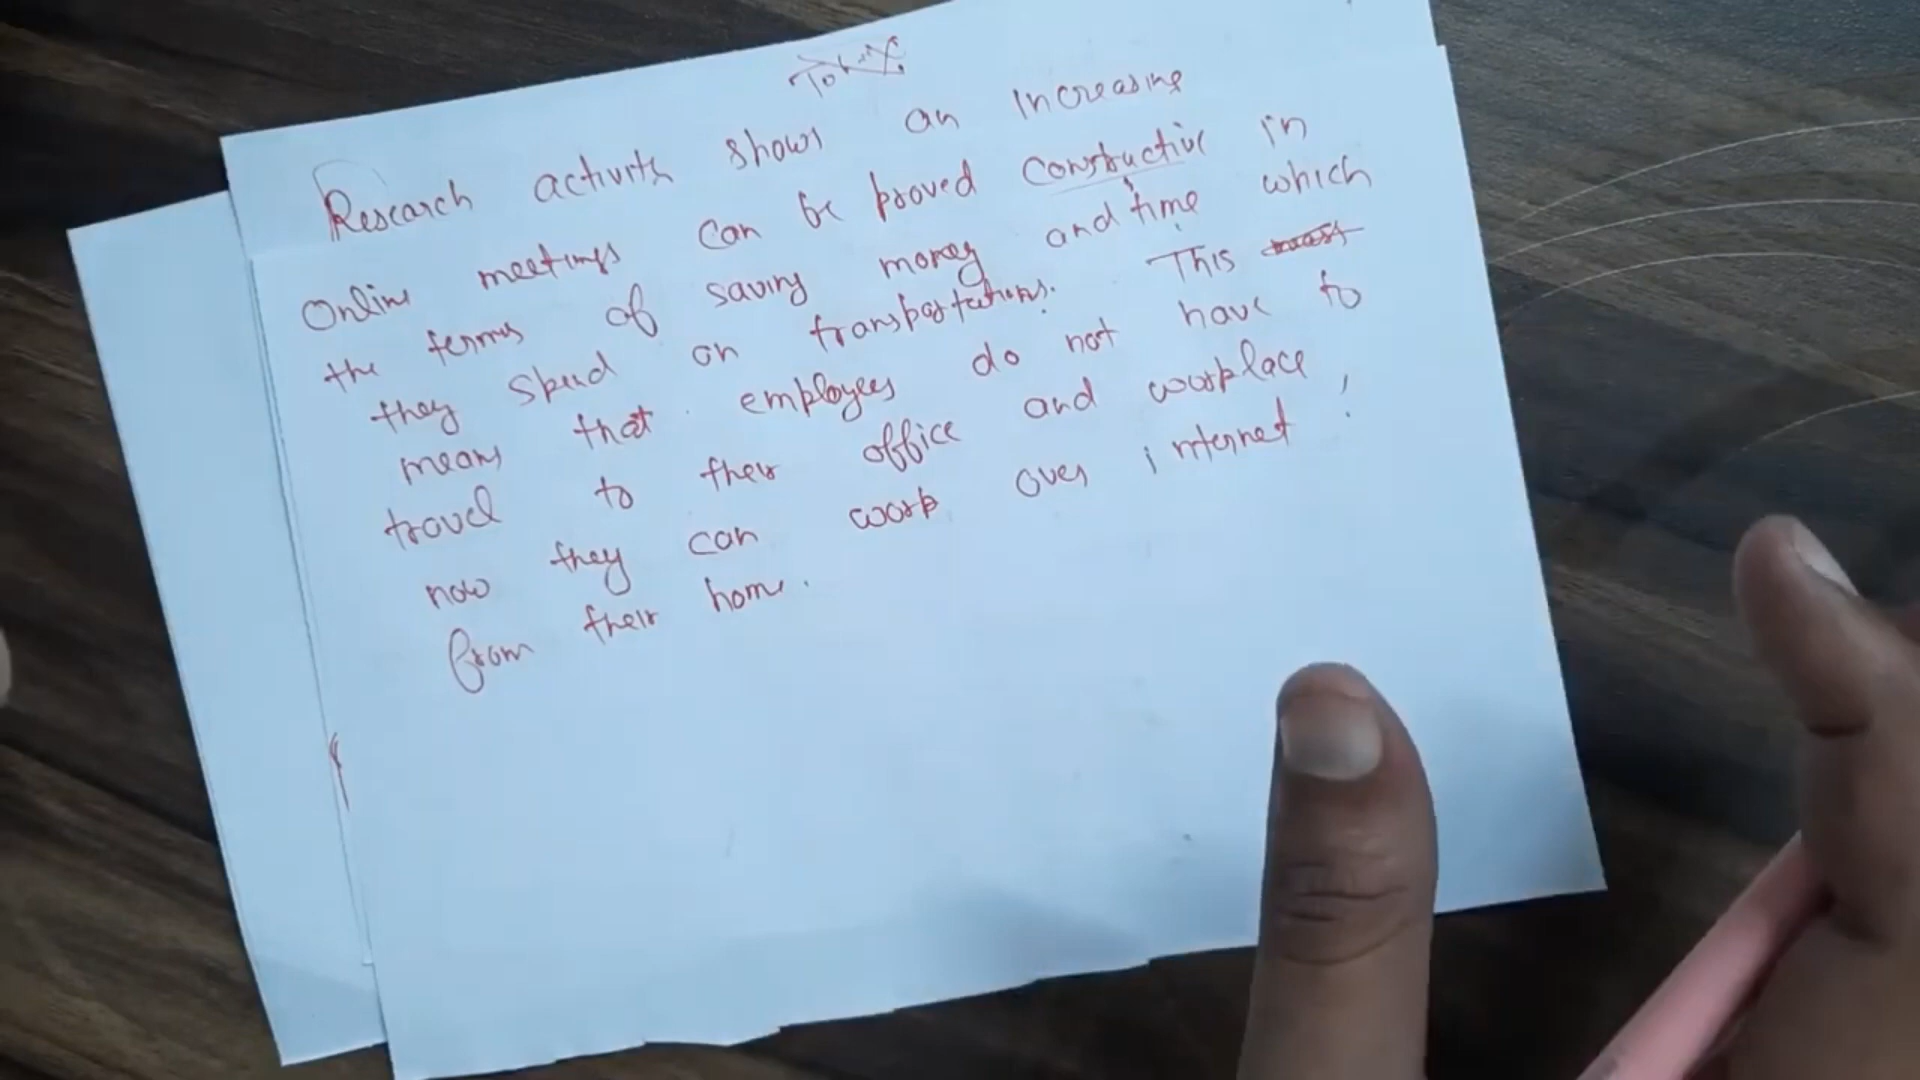 Research activity shows an increasing
Online meetings can be proved constructive in
the terms of saving money and time which
they spend on transportations. This
means that employees do not have to
travel to their office and workplace,
now they can work over internet
from their home.